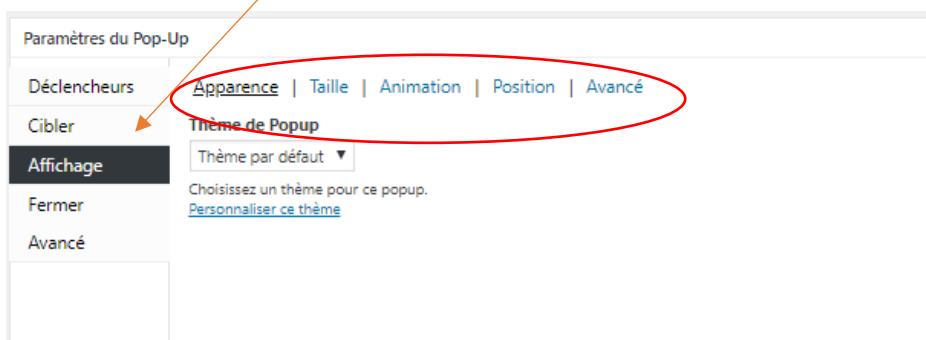 Paramètres du Pop-Up
Déclencheurs
Cibler
Affichage
Fermer
Avancé
Apparence | Taille | Animation | Position | Avancé
Thème de Popup
Thème par défaut ▼
Choisissez un thème pour ce popup.
Personnaliser ce thème